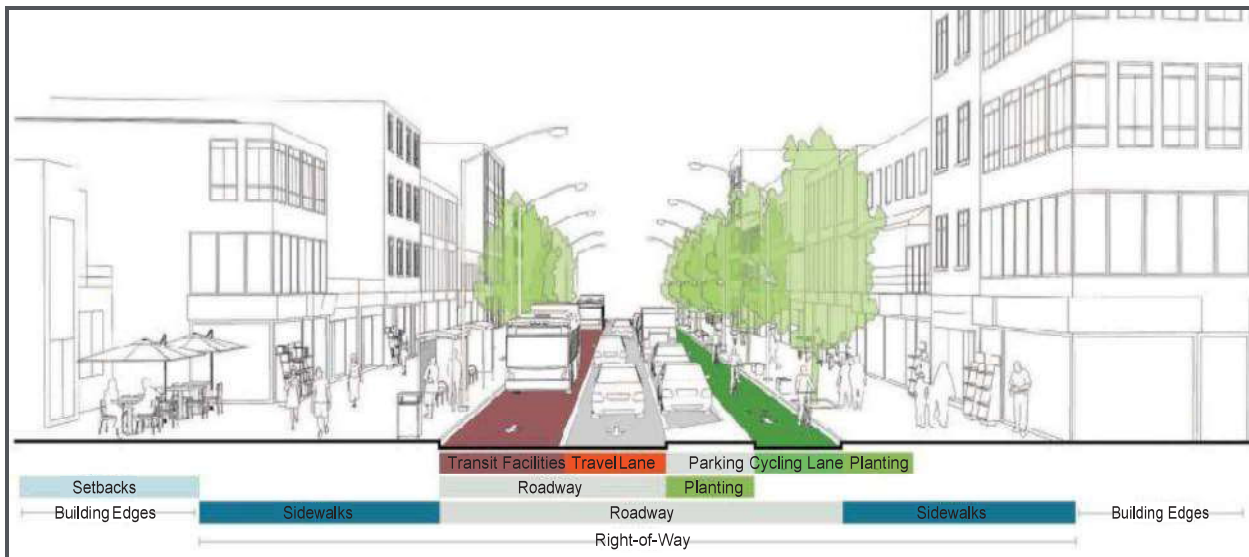 Transit Facilities Travel Lane Parking Cycling Lane Planting
Setbacks Roadway Planting
Building Edges Sidewalks Roadway Sidewalks Building Edges
Right-of-Way